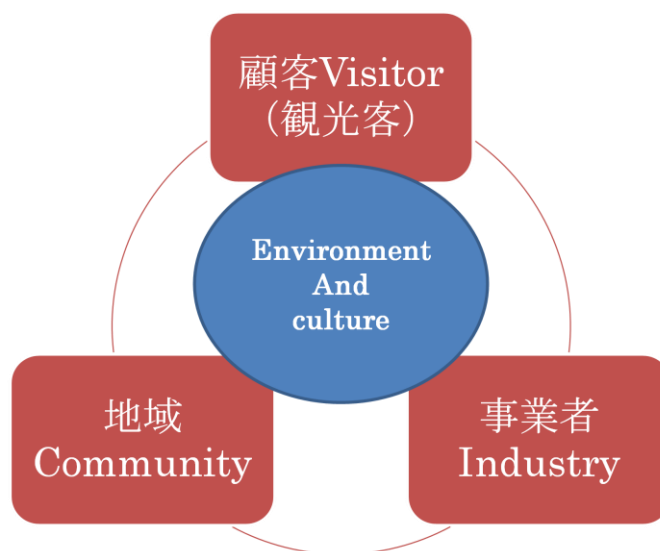 顧客Visitor
（観光客）
Environment
And
culture
地域
Community
事業者
Industry